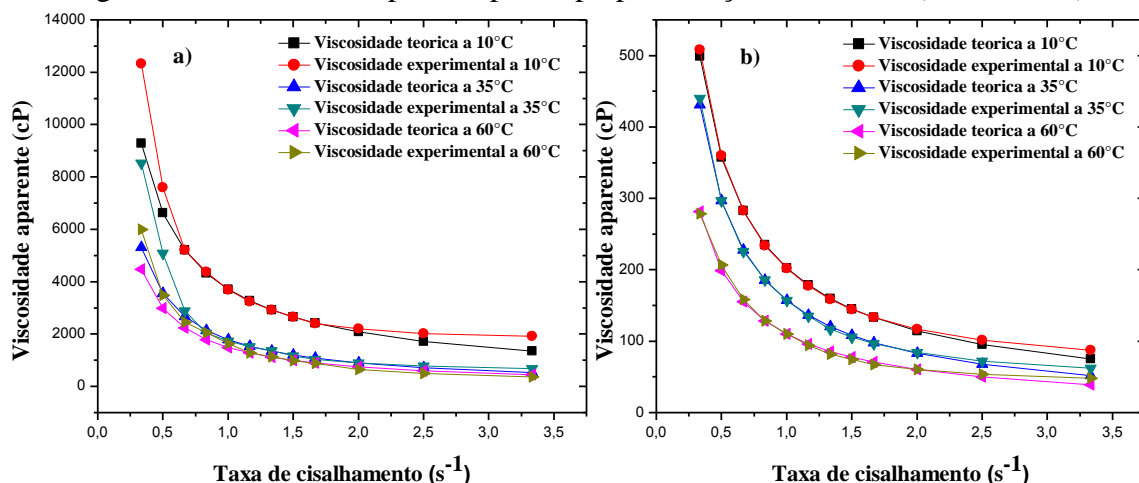 a)
Viscosidade teorica a 10°C
Viscosidade experimental a 10°C
Viscosidade teorica a 35°C
Viscosidade experimental a 35°C
Viscosidade teorica a 60°C
Viscosidade experimental a 60°C
Viscosidade aparente (cP)
14000
12000
10000
8000
6000
4000
2000
0
0,0 0,5 1,0 1,5 2,0 2,5 3,0 3,5
Taxa de cisalhamento (s-1)
b)
Viscosidade teorica a 10°C
Viscosidade experimental a 10°C
Viscosidade teorica a 35°C
Viscosidade experimental a 35°C
Viscosidade teorica a 60°C
Viscosidade experimental a 60°C
Viscosidade aparente (cP)
500
400
300
200
100
0
0,0 0,5 1,0 1,5 2,0 2,5 3,0 3,5
Taxa de cisalhamento (s-1)